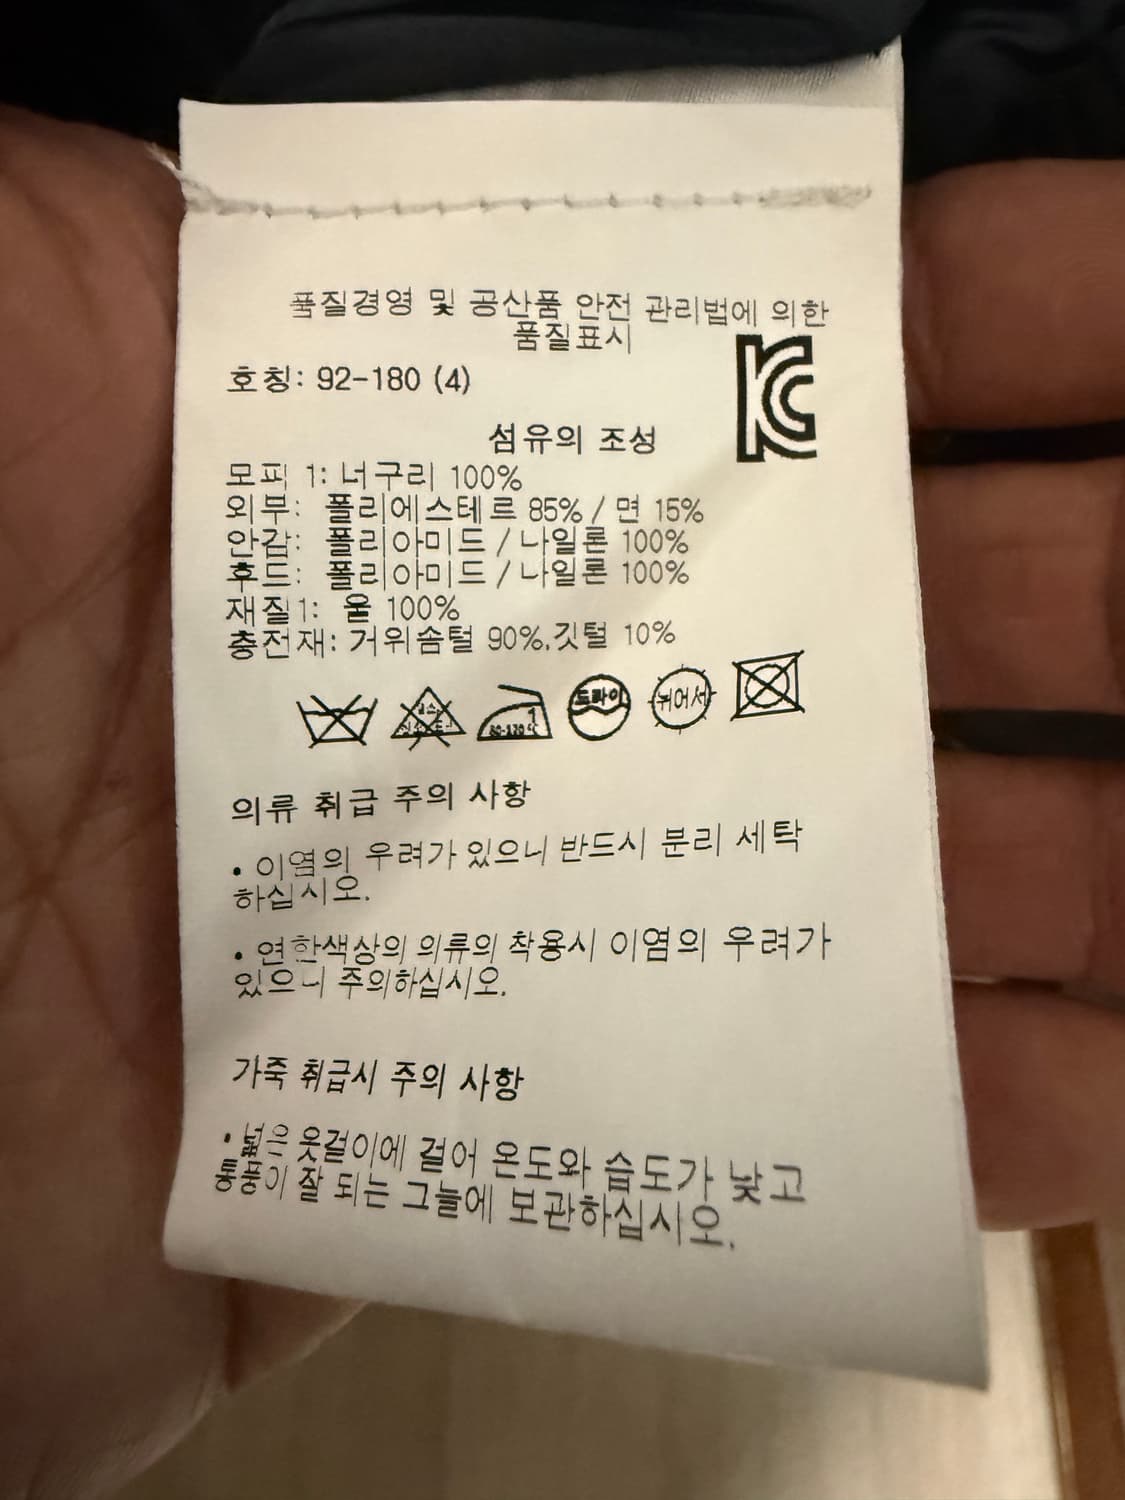 품질경영 및 공산품 안전 관리법에 의한
품질표시
호칭: 92-180 (4)
섬유의 조성
모피 1: 너구리 100%
외부: 폴리에스테르 85% / 면 15%
안감: 폴리아미드 / 나일론 100%
후드: 폴리아미드 / 나일론 100%
재질1: 울 100%
충전재: 거위솜털 90%,깃털 10%
1 80-120℃ 드라이 뉘어서
의류 취급 주의 사항
• 이염의 우려가 있으니 반드시 분리 세탁
하십시오.
• 연한색상의 의류의 착용시 이염의 우려가
있으니 주의하십시오.
가죽 취급시 주의 사항
• 넓은 옷걸이에 걸어 온도와 습도가 낮고
통풍이 잘 되는 그늘에 보관하십시오.